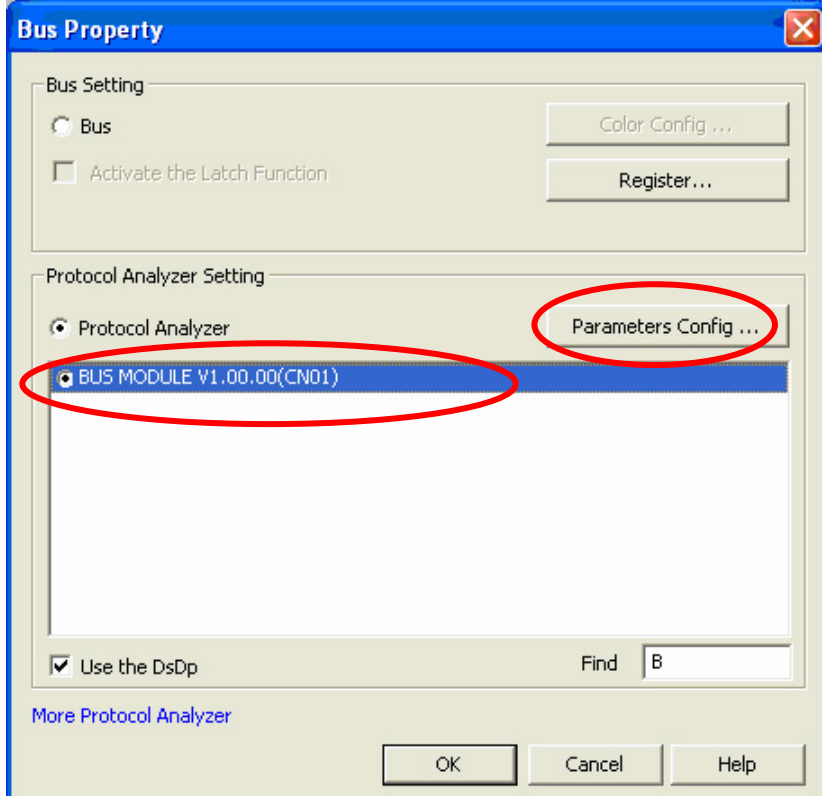 Bus Property
Bus Setting
Bus
Color Config ...
Activate the Latch Function
Register...
Protocol Analyzer Setting
Protocol Analyzer
Parameters Config ...
BUS MODULE V1.00.00(CN01)
Use the DsDp
Find
B
More Protocol Analyzer
OK
Cancel
Help